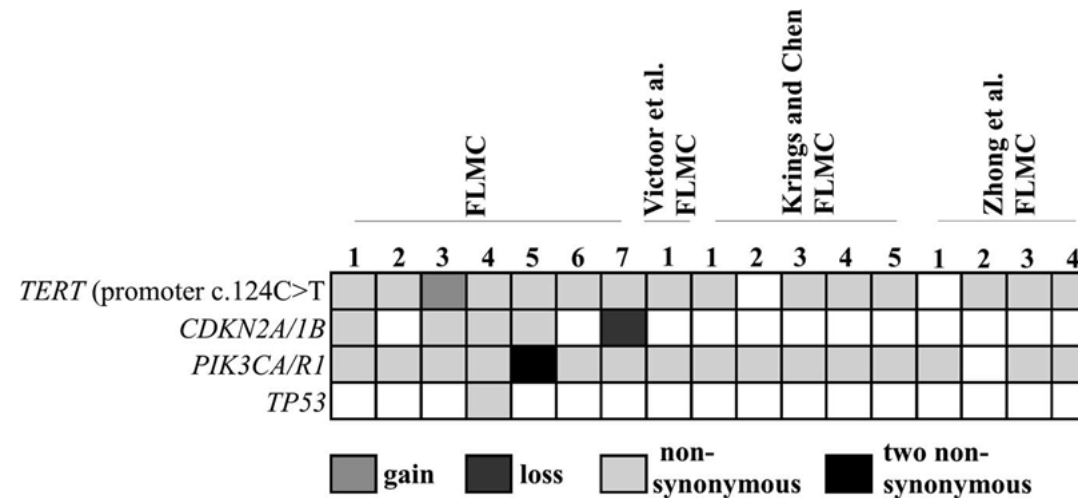 FLMC
Victoor et al.
FLMC
Krings and Chen
FLMC
Zhong et al.
FLMC
1 2 3 4 5 6 7 1 1 2 3 4 5 1 2 3 4
TERT (promoter c.124C>T
CDKN2A/1B
PIK3CA/R1
TP53
gain loss non-synonymous two non-synonymous